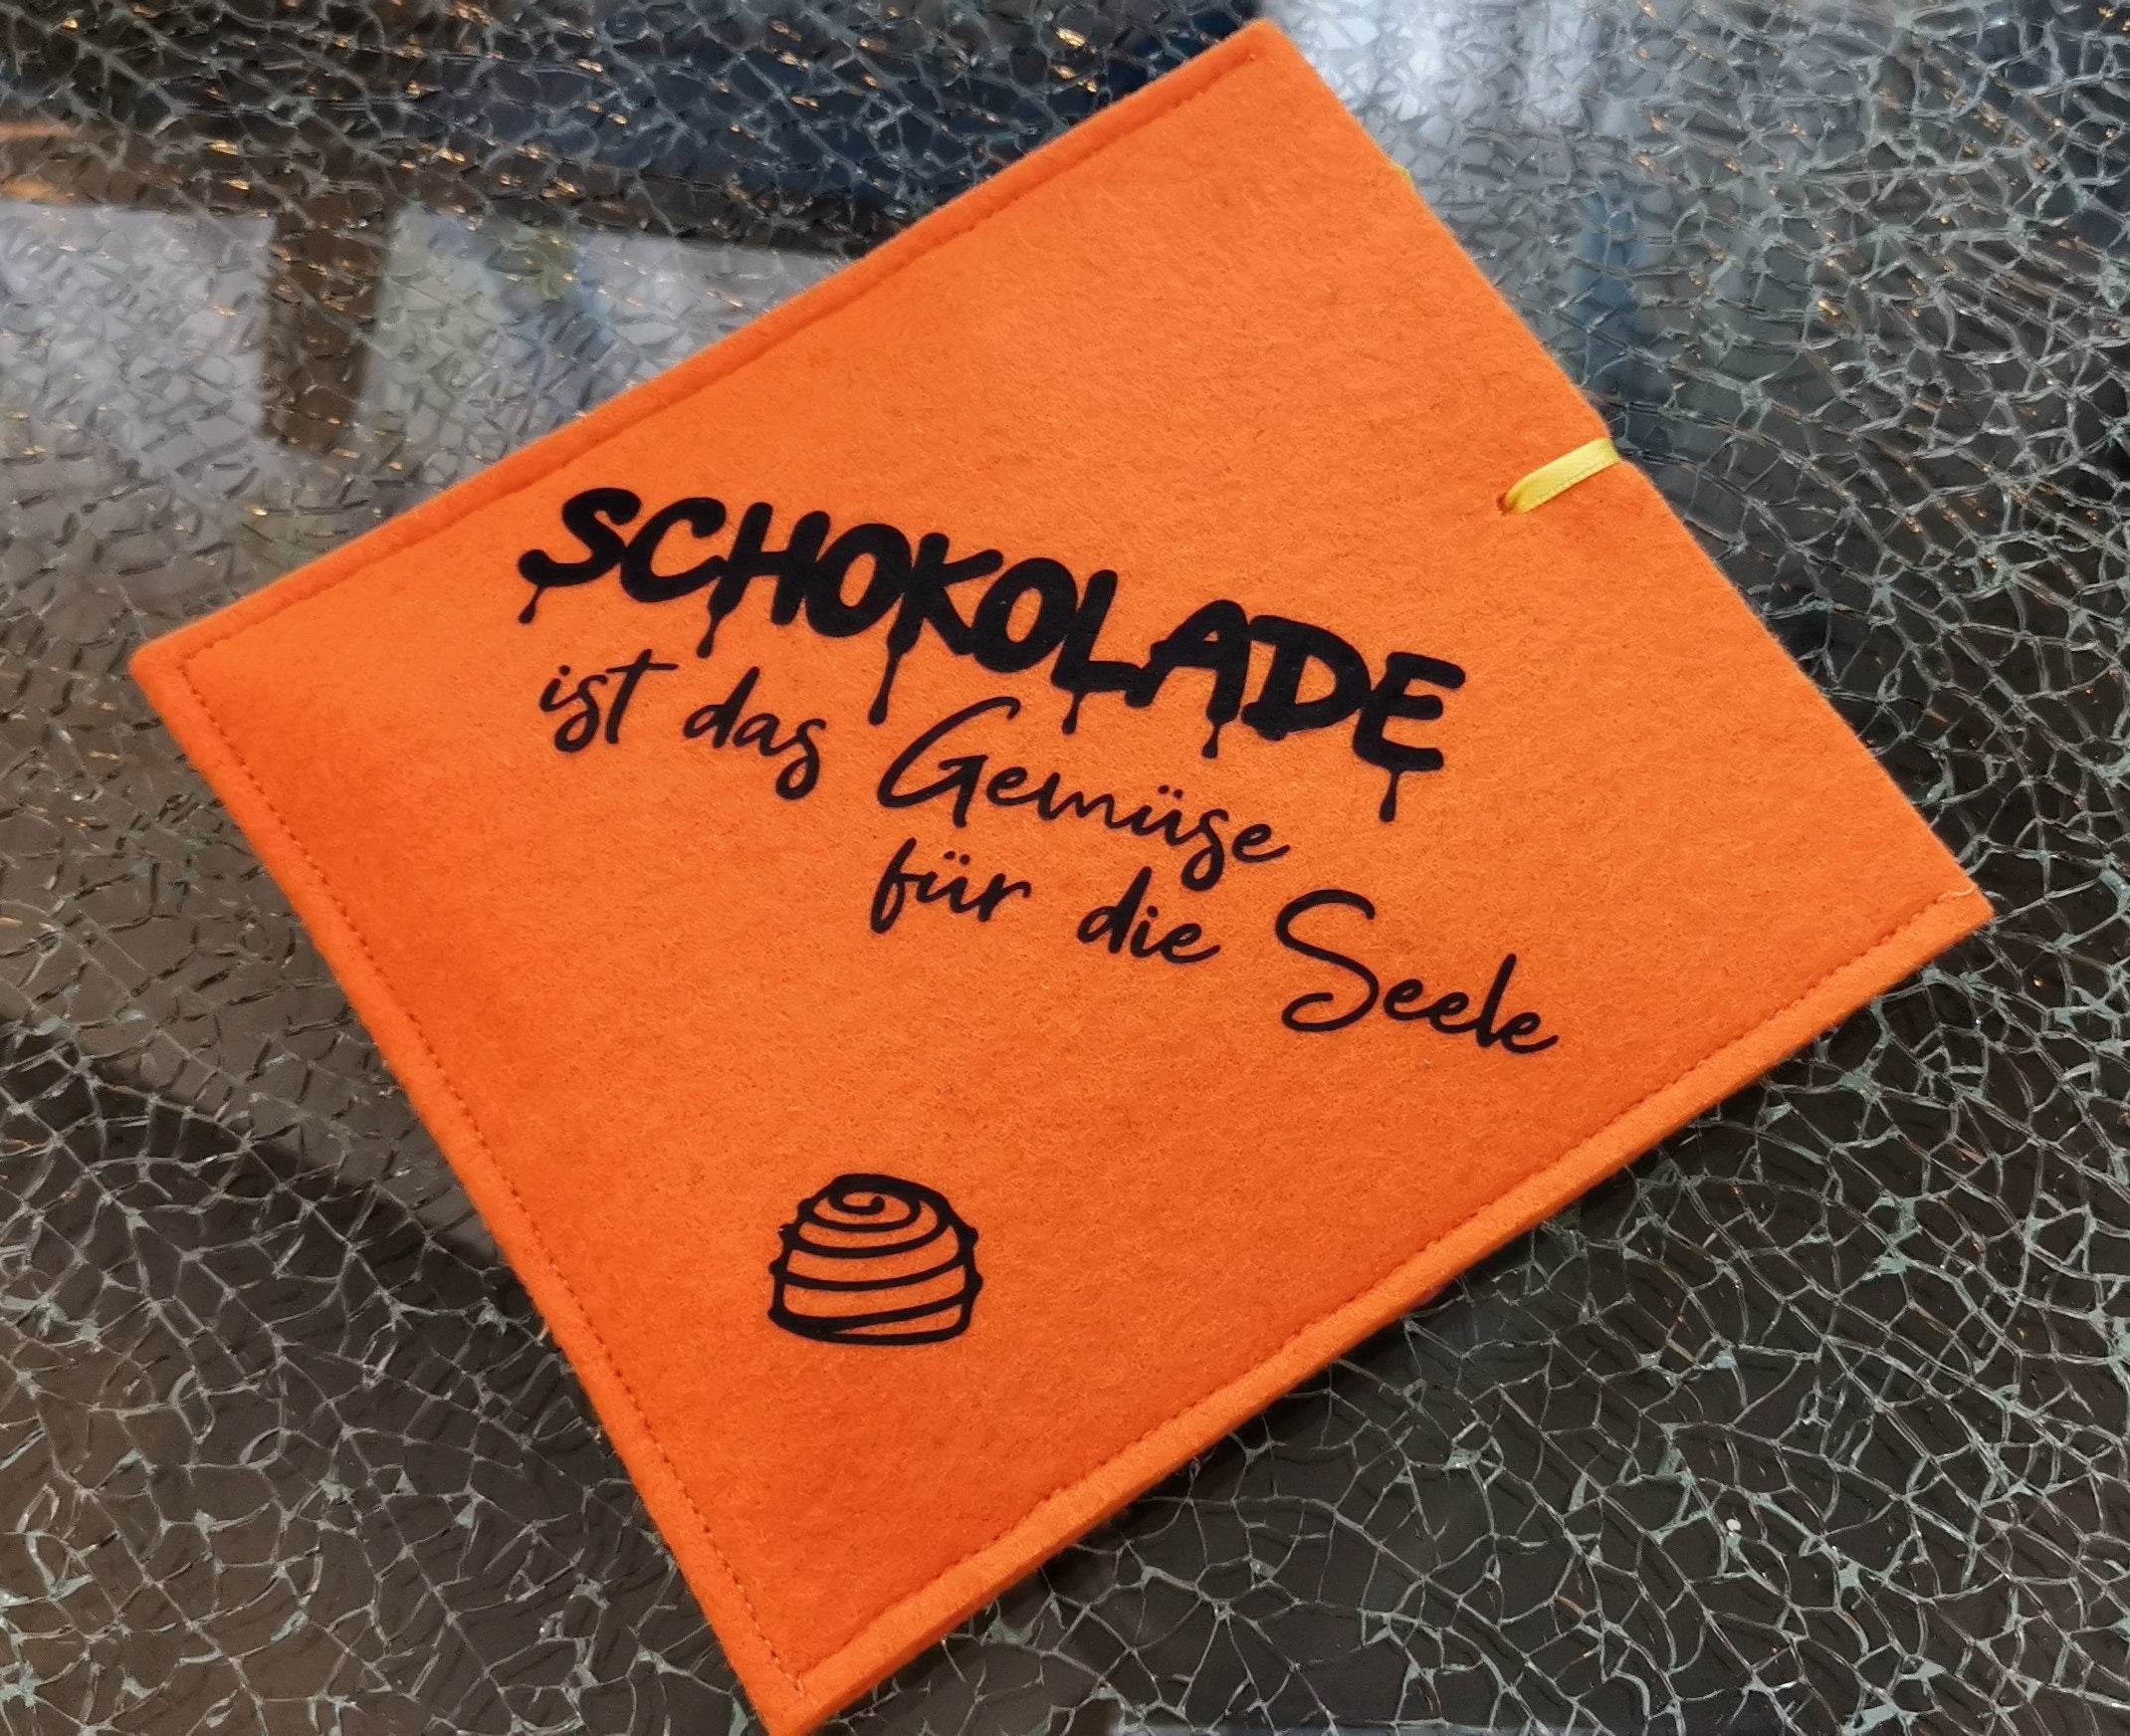 SCHOKOLADE
ist das Gemüse
für die Seele